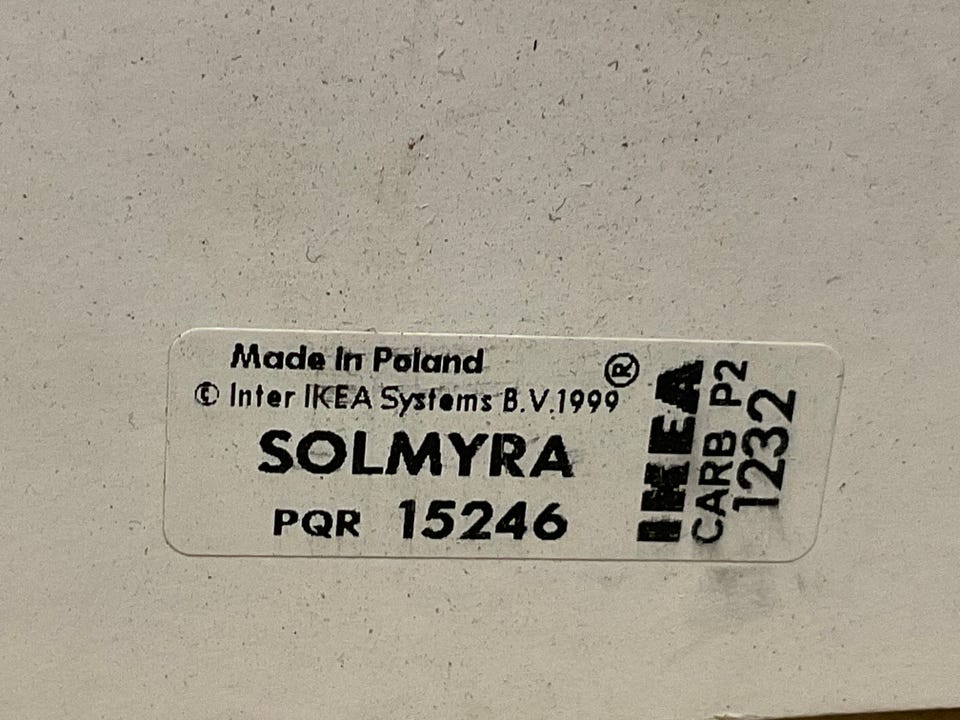 Made in Poland
© Inter IKEA Systems B.V.1999
SOLMYRA
PQR 15246
IKEA®
CARB P2
1232